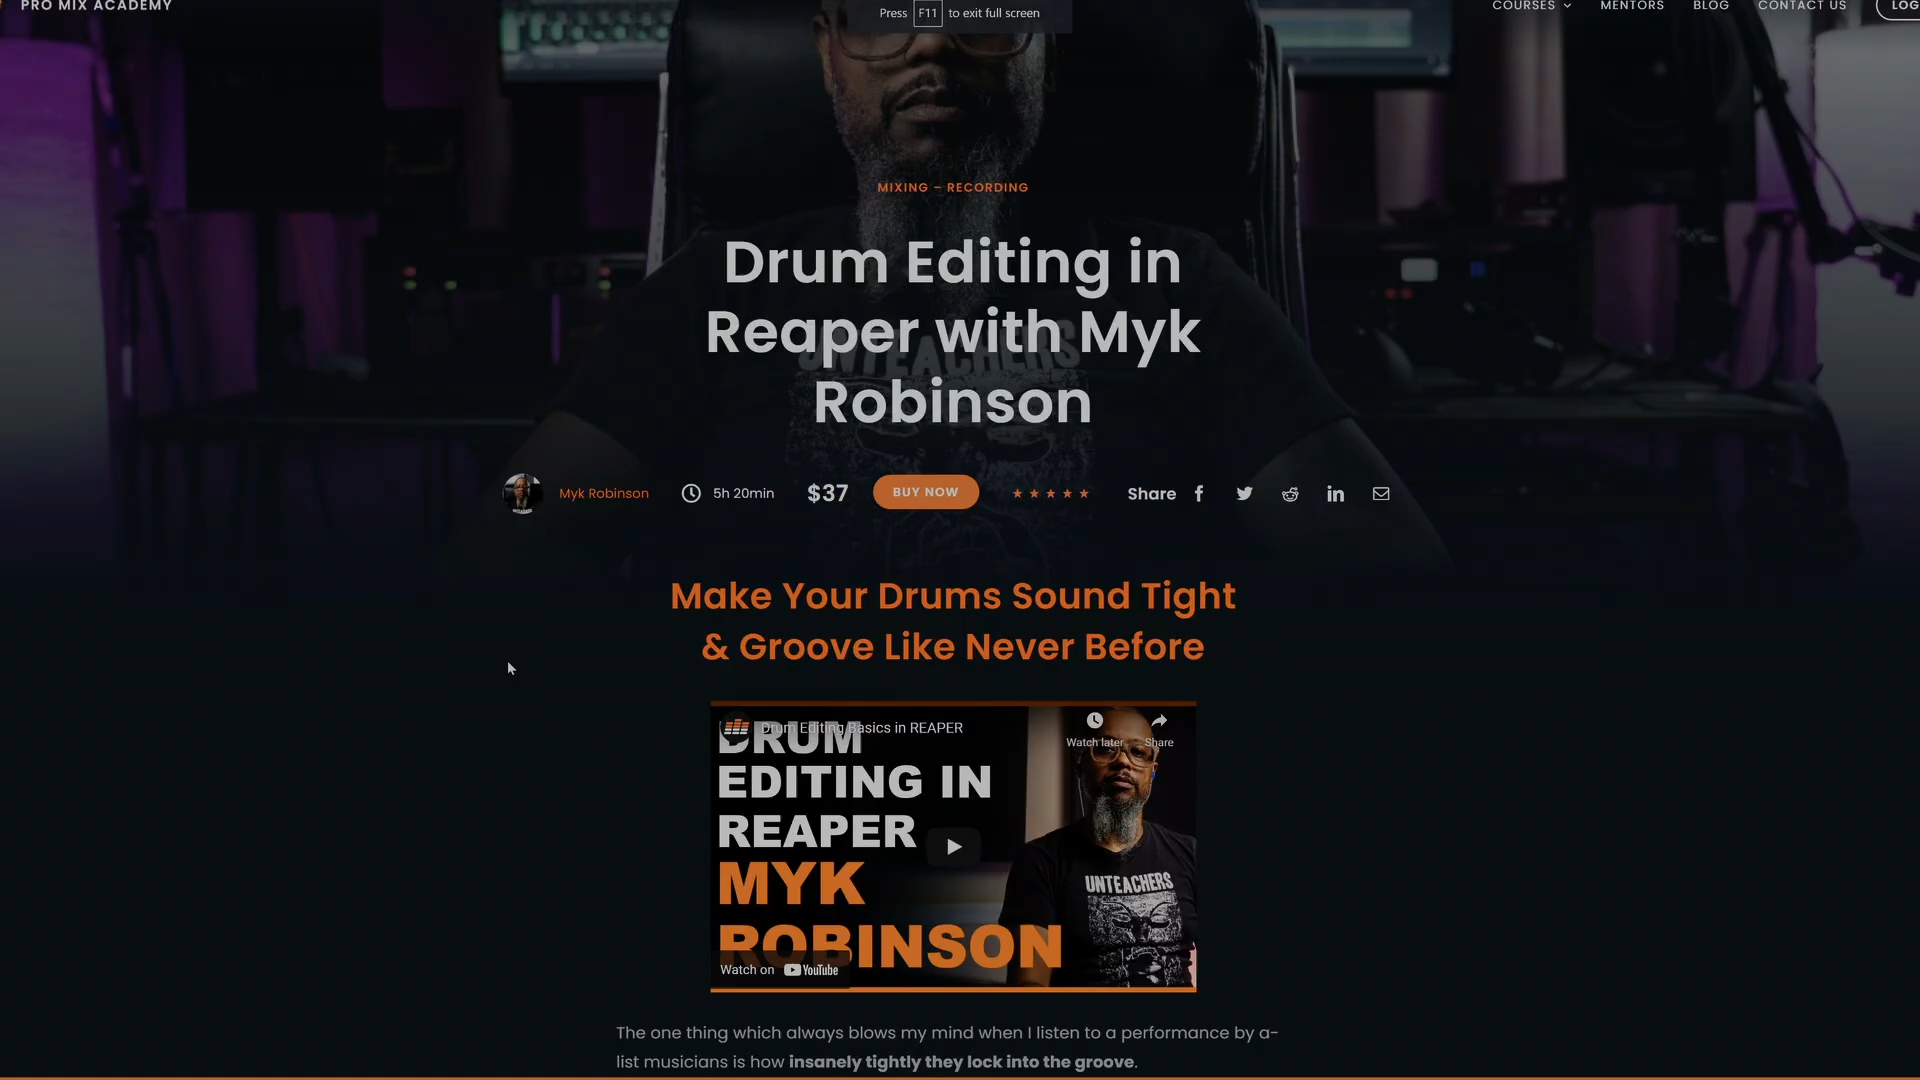 PRO MIX ACADEMY
Press F11 to exit full screen
COURSES
MENTORS
BLOG
CONTACT US
LOG
MIXING – RECORDING
Drum Editing in
Reaper with Myk
Robinson
UNTEACHERS
Myk Robinson
5h 20min
$37
BUY NOW
Share
Make Your Drums Sound Tight
& Groove Like Never Before
Drum Editing Basics in REAPER
Watch later
Share
DRUM
EDITING IN
REAPER
MYK
ROBINSON
UNTEACHERS
Watch on YouTube
The one thing which always blows my mind when I listen to a performance by a-
list musicians is how insanely tightly they lock into the groove.